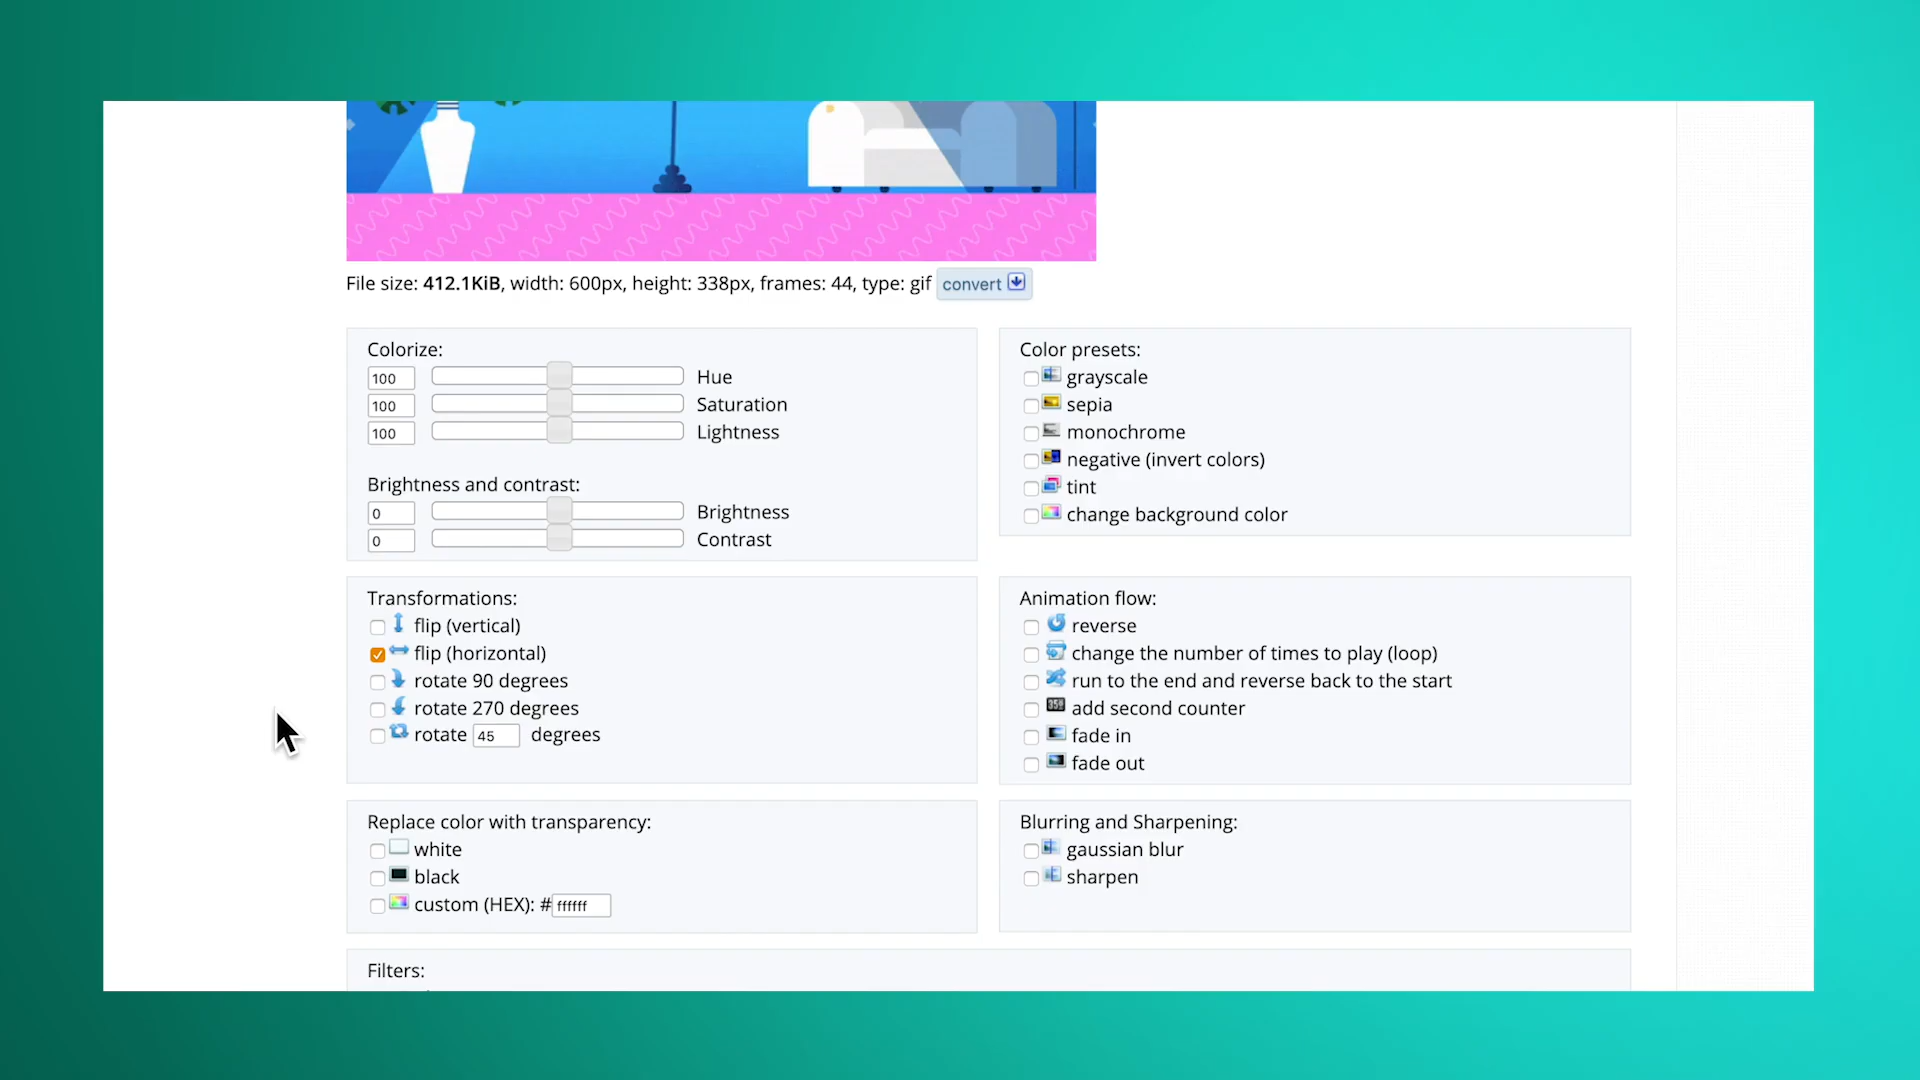 File size: 412.1KiB, width: 600px, height: 338px, frames: 44, type: gif convert
Colorize:
100 Hue
100 Saturation
100 Lightness
Brightness and contrast:
0 Brightness
0 Contrast
Color presets:
grayscale
sepia
monochrome
negative (invert colors)
tint
change background color
Transformations:
flip (vertical)
flip (horizontal)
rotate 90 degrees
rotate 270 degrees
rotate 45 degrees
Animation flow:
reverse
change the number of times to play (loop)
run to the end and reverse back to the start
add second counter
fade in
fade out
Replace color with transparency:
white
black
custom (HEX): #ffffff
Blurring and Sharpening:
gaussian blur
sharpen
Filters: